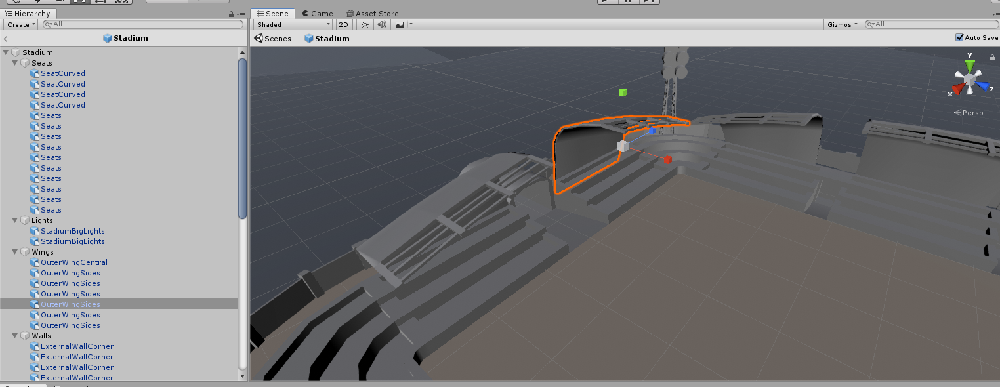 Hierarchy
Create
All
Stadium
Stadium
Seats
SeatCurved
SeatCurved
SeatCurved
SeatCurved
Seats
Seats
Seats
Seats
Seats
Seats
Seats
Seats
Seats
Seats
Lights
StadiumBigLights
StadiumBigLights
Wings
OuterWingCentral
OuterWingSides
OuterWingSides
OuterWingSides
OuterWingSides
OuterWingSides
OuterWingSides
Walls
ExternalWallCorner
ExternalWallCorner
ExternalWallCorner
ExternalWallCorner
Scene Game Asset Store
Shaded 2D Gizmos All
Scenes Stadium Auto Save
y
x z
Persp